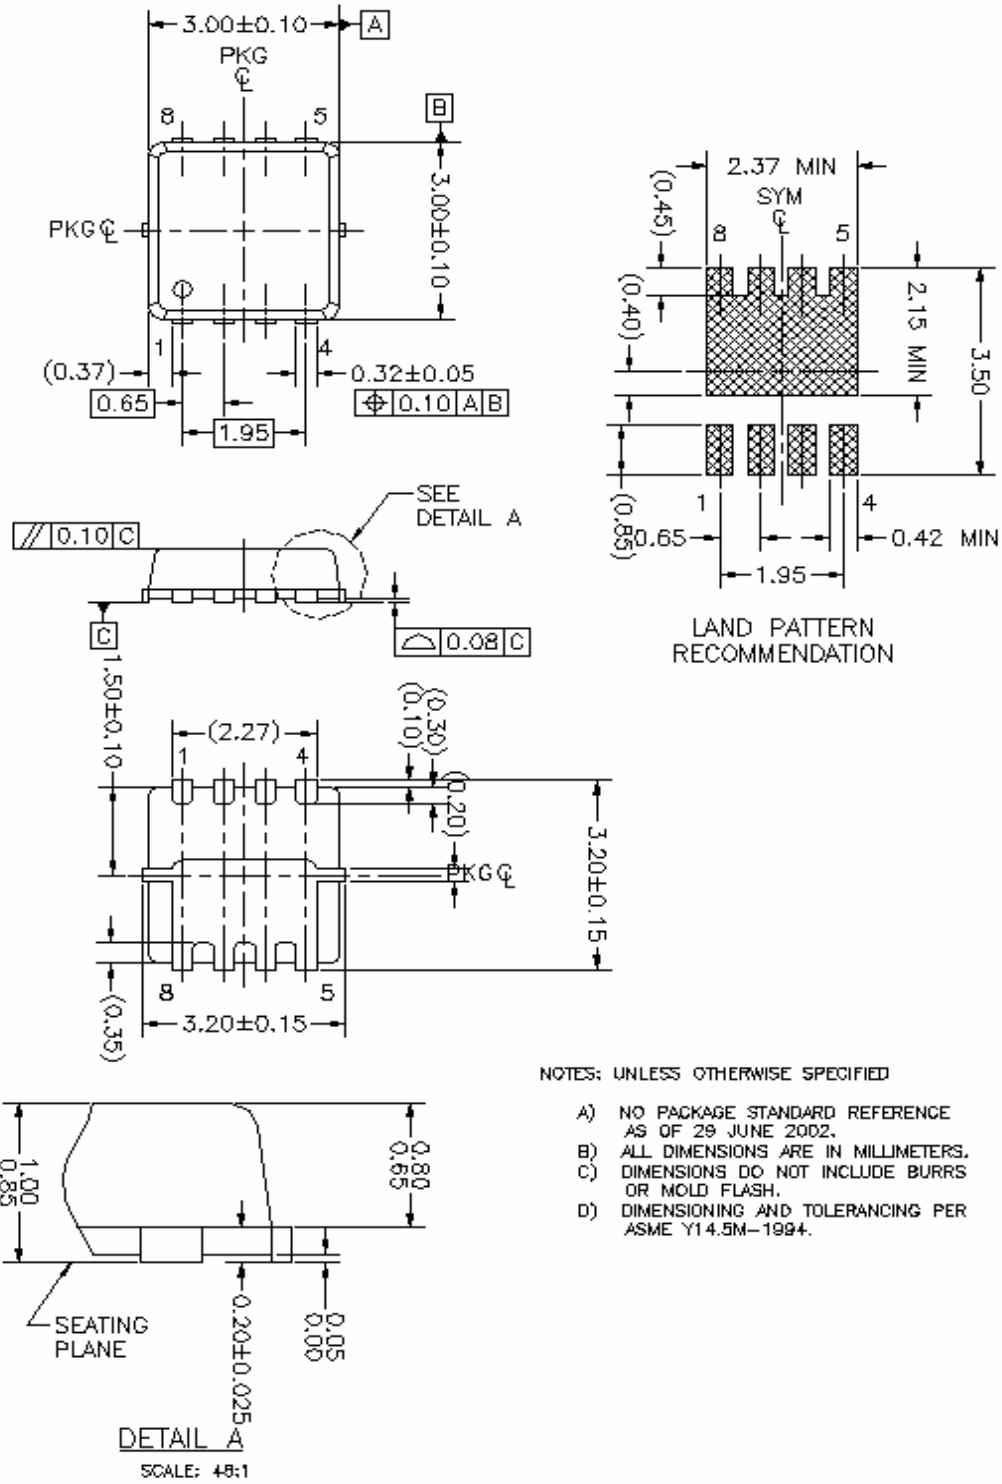 3.00±0.10
A
PKG
℄
8
5
B
PKG ℄
3.00±0.10
1
4
(0.37)
0.32±0.05
0.65
⌖ 0.10 A B
1.95
2.37 MIN
SYM
℄
(0.45)
8
5
(0.40)
2.15 MIN
3.50
1
4
(0.85)
0.65
0.42 MIN
1.95
LAND PATTERN
RECOMMENDATION
SEE
DETAIL A
// 0.10 C
C
⌓ 0.08 C
1.50±0.10
(2.27)
(0.10)
(0.30)
1
4
(0.20)
PKG ℄
3.20±0.15
8
5
(0.35)
3.20±0.15
NOTES: UNLESS OTHERWISE SPECIFIED
A) NO PACKAGE STANDARD REFERENCE
AS OF 29 JUNE 2002.
B) ALL DIMENSIONS ARE IN MILLIMETERS.
C) DIMENSIONS DO NOT INCLUDE BURRS
OR MOLD FLASH.
D) DIMENSIONING AND TOLERANCING PER
ASME Y14.5M-1994.
1.00
0.85
0.80
0.65
SEATING
PLANE
0.20±0.025
0.05
0.00
DETAIL A
SCALE: 48:1